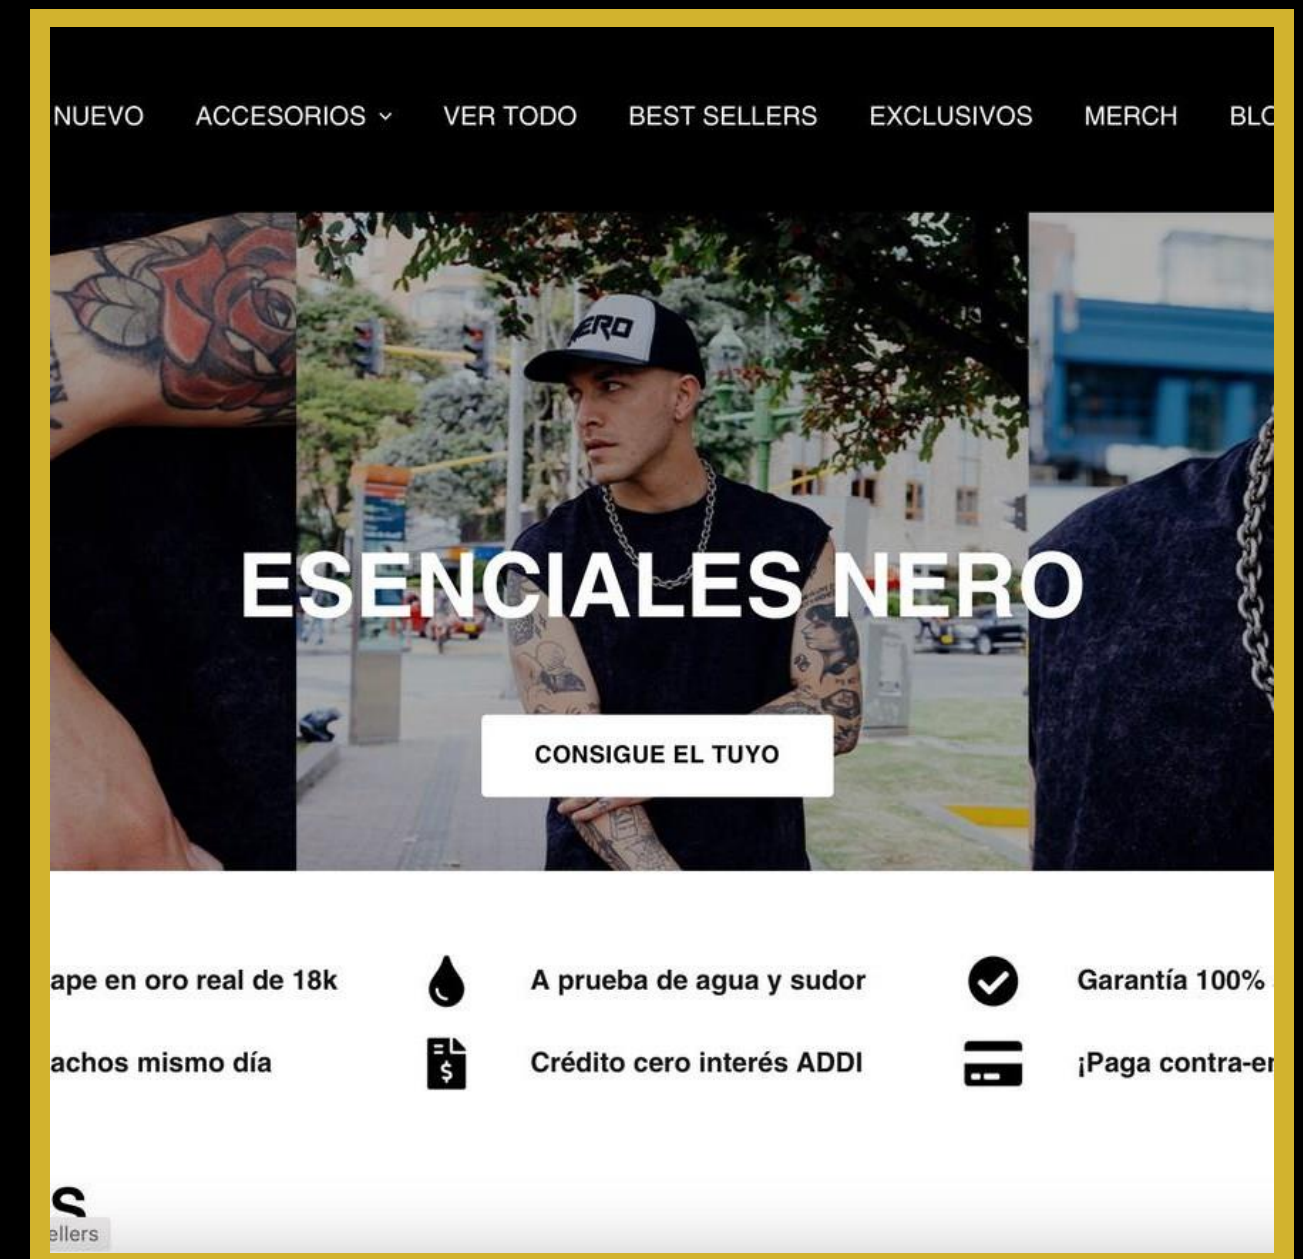 NUEVO ACCESORIOS VER TODO BEST SELLERS EXCLUSIVOS MERCH
ERO
ESENCIALES NERO
CONSIGUE EL TUYO
ape en oro real de 18k A prueba de agua y sudor Garantía 100%
achos mismo día $ Crédito cero interés ADDI ¡Paga contra-
S
ellers